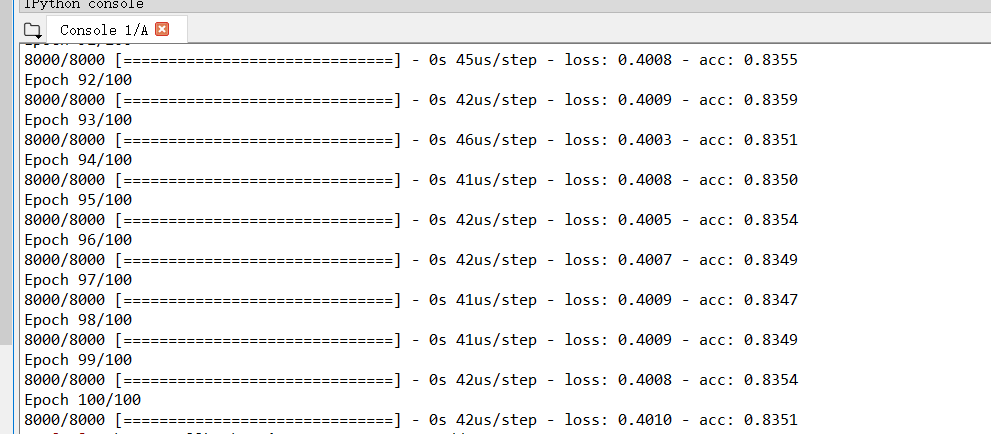 IPython console
Console 1/A
8000/8000 [==============================] - 0s 45us/step - loss: 0.4008 - acc: 0.8355
Epoch 92/100
8000/8000 [==============================] - 0s 42us/step - loss: 0.4009 - acc: 0.8359
Epoch 93/100
8000/8000 [==============================] - 0s 46us/step - loss: 0.4003 - acc: 0.8351
Epoch 94/100
8000/8000 [==============================] - 0s 41us/step - loss: 0.4008 - acc: 0.8350
Epoch 95/100
8000/8000 [==============================] - 0s 42us/step - loss: 0.4005 - acc: 0.8354
Epoch 96/100
8000/8000 [==============================] - 0s 42us/step - loss: 0.4007 - acc: 0.8349
Epoch 97/100
8000/8000 [==============================] - 0s 41us/step - loss: 0.4009 - acc: 0.8347
Epoch 98/100
8000/8000 [==============================] - 0s 41us/step - loss: 0.4009 - acc: 0.8349
Epoch 99/100
8000/8000 [==============================] - 0s 42us/step - loss: 0.4008 - acc: 0.8354
Epoch 100/100
8000/8000 [==============================] - 0s 42us/step - loss: 0.4010 - acc: 0.8351